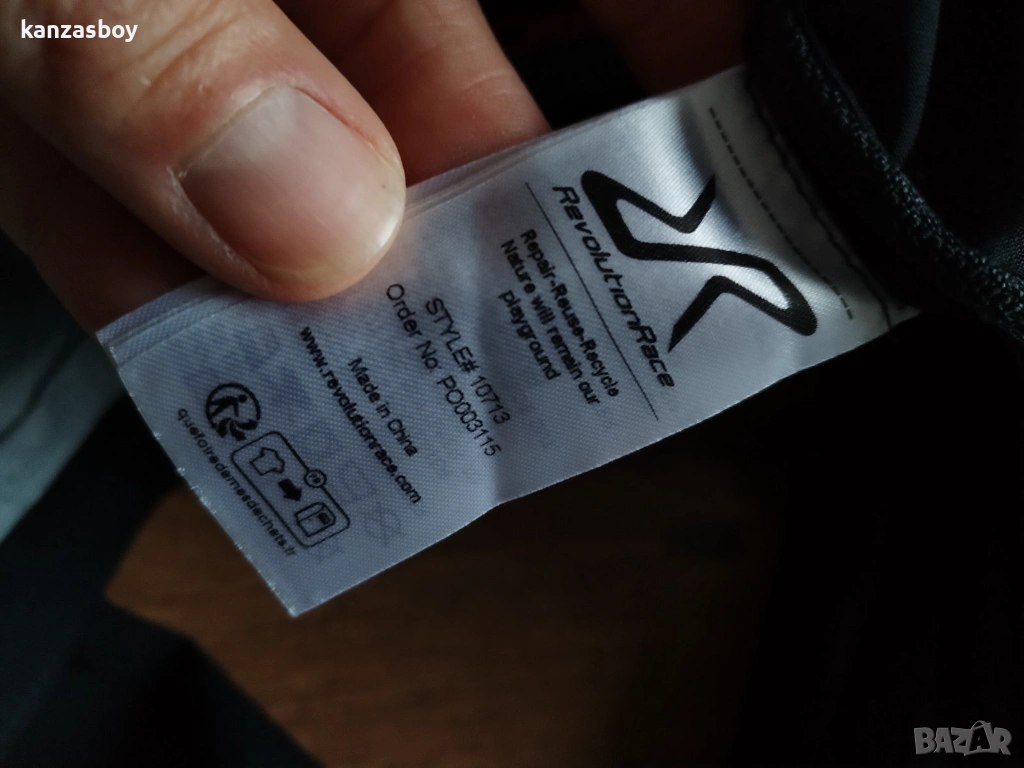 kanzasboy
RevolutionRace
Repair-Reuse-Recycle
Nature will remain our
playground
STYLE# 10713
Order No: PO003115
Made in China
www.revolutionrace.com
quefairedemesdechets.fr
BAZAR